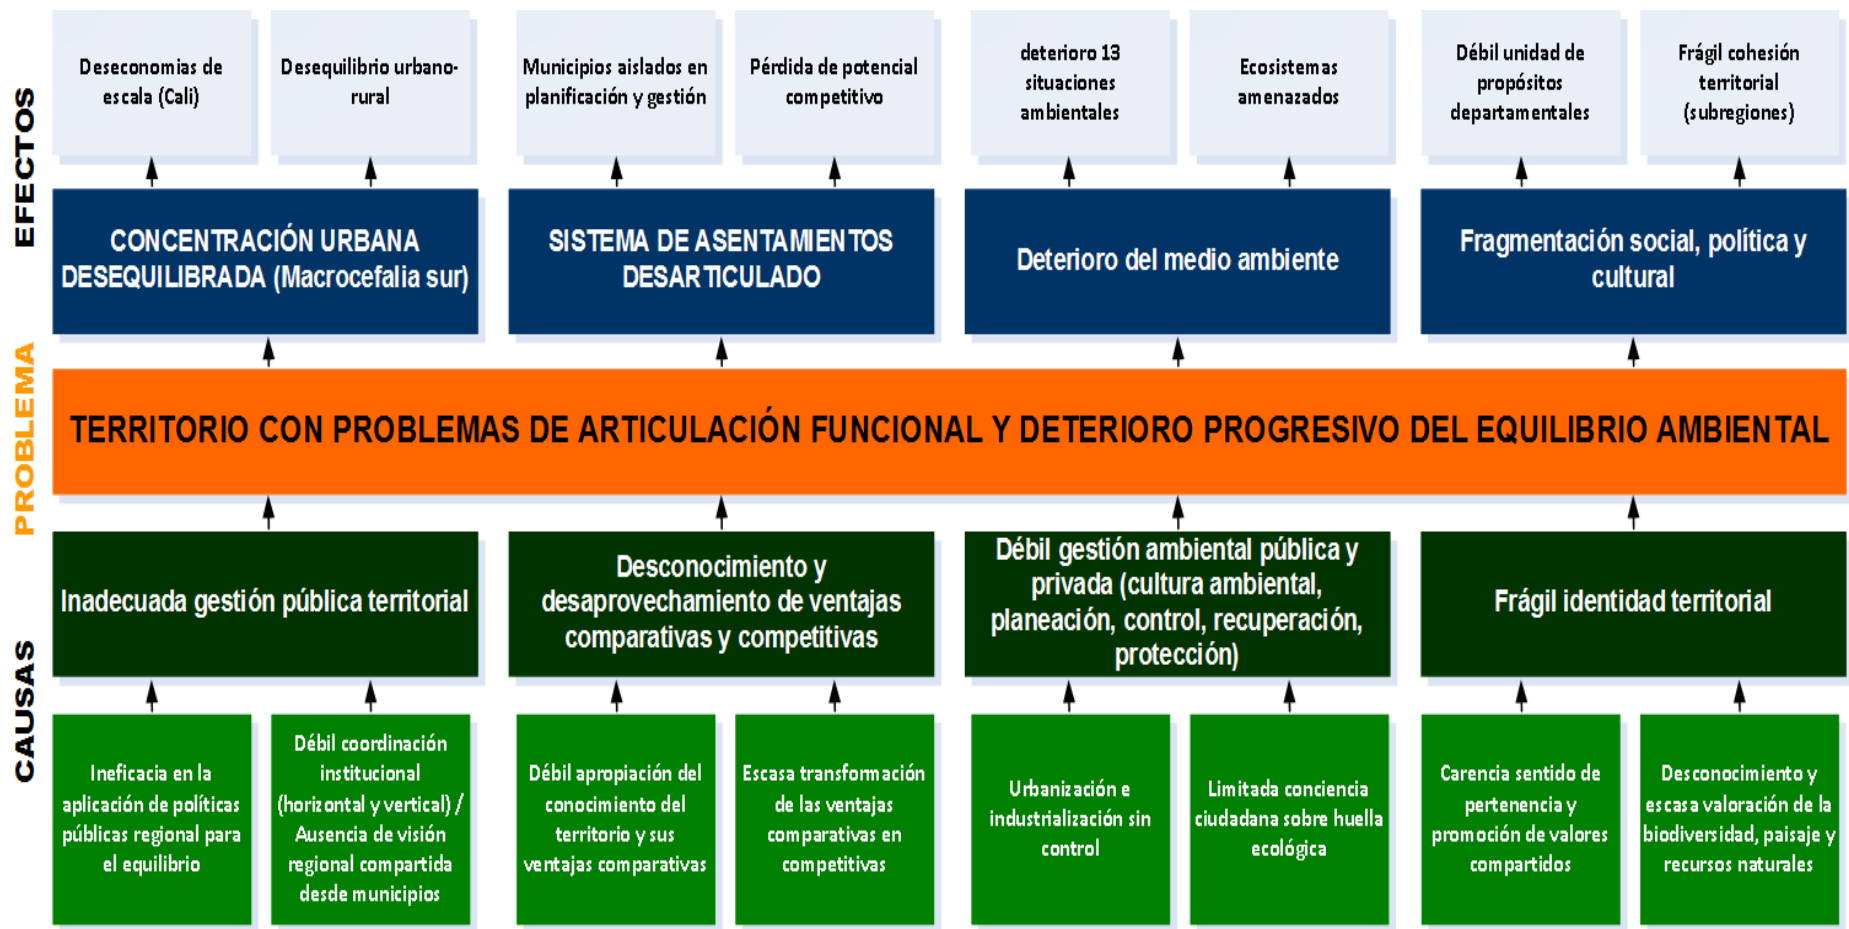 EFECTOS
Deseconomias de
escala (Cali)
Desequilibrio urbano-
rural
Municipios aislados en
planificación y gestión
Pérdida de potencial
competitivo
deterioro 13
situaciones
ambientales
Ecosistemas
amenazados
Débil unidad de
propósitos
departamentales
Frágil cohesión
territorial
(subregiones)
CONCENTRACIÓN URBANA
DESEQUILIBRADA (Macrocefalia sur)
SISTEMA DE ASENTAMIENTOS
DESARTICULADO
Deterioro del medio ambiente
Fragmentación social, política y
cultural
PROBLEMA
TERRITORIO CON PROBLEMAS DE ARTICULACIÓN FUNCIONAL Y DETERIORO PROGRESIVO DEL EQUILIBRIO AMBIENTAL
CAUSAS
Inadecuada gestión pública territorial
Desconocimiento y
desaprovechamiento de ventajas
comparativas y competitivas
Débil gestión ambiental pública y
privada (cultura ambiental,
planeación, control, recuperación,
protección)
Frágil identidad territorial
Ineficacia en la
aplicación de políticas
públicas regional para
el equilibrio
Débil coordinación
institucional
(horizontal y vertical) /
Ausencia de visión
regional compartida
desde municipios
Débil apropiación del
conocimiento del
territorio y sus
ventajas comparativas
Escasa transformación
de las ventajas
comparativas en
competitivas
Urbanización e
industrialización sin
control
Limitada conciencia
ciudadana sobre huella
ecológica
Carencia sentido de
pertenencia y
promoción de valores
compartidos
Desconocimiento y
escasa valoración de la
biodiversidad, paisaje y
recursos naturales